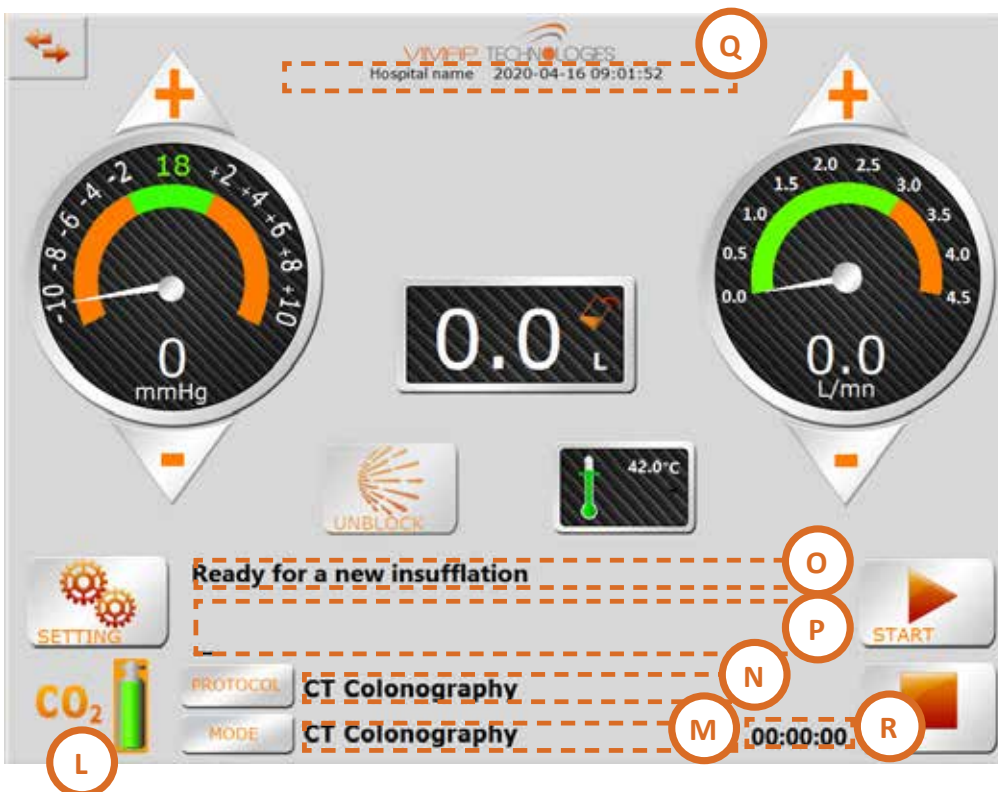 Q
VIMAP TECHNOLOGES
Hospital name 2020-04-16 09:01:52
-10 -8 -6 -4 -2 18 +2 +4 +6 +8 +10
0
mmHg
0.0 0.5 1.0 1.5 2.0 2.5 3.0 3.5 4.0 4.5
0.0
L/mn
0.0
L
UNBLOCK
42.0°C
SETTING
Ready for a new insufflation
O
P
START
CO2
L
PROTOCOL
CT Colonography
N
MODE
CT Colonography
M
00:00:00
R